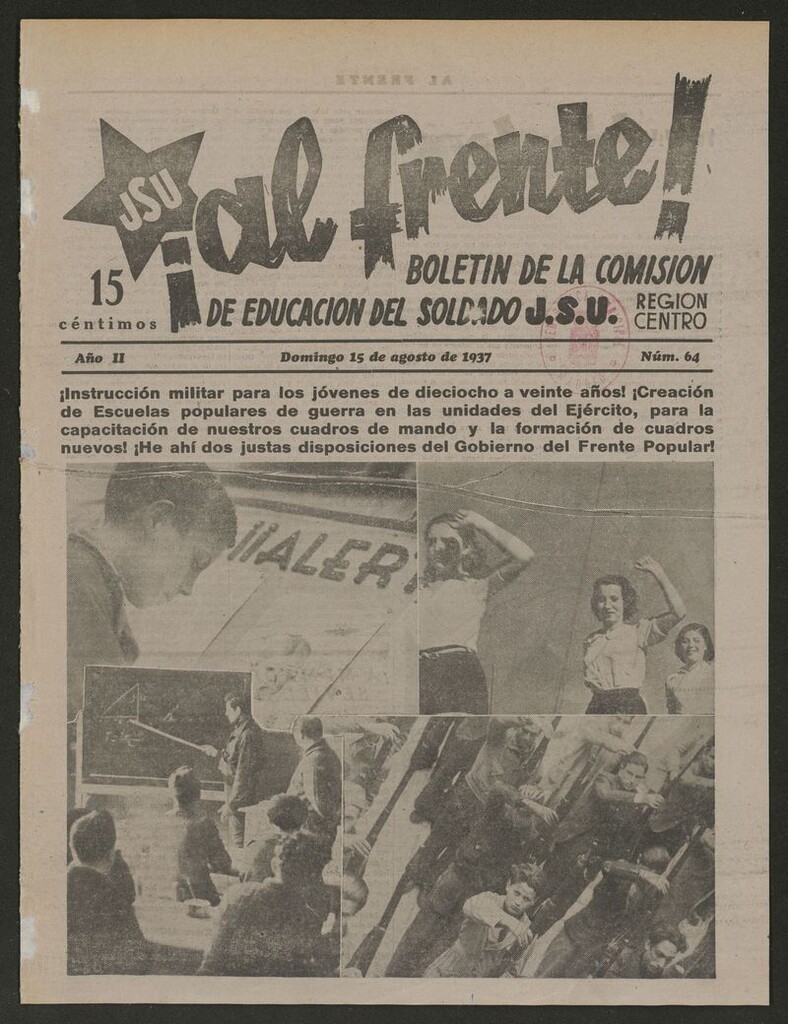 AL FRENTE
JSU
¡al frente!
BOLETIN DE LA COMISION
DE EDUCACION DEL SOLDADO J.S.U.
REGION
CENTRO
15
céntimos
Año II
Domingo 15 de agosto de 1937
Núm. 64
¡Instrucción militar para los jóvenes de dieciocho a veinte años! ¡Creación
de Escuelas populares de guerra en las unidades del Ejército, para la
capacitación de nuestros cuadros de mando y la formación de cuadros
nuevos! ¡He ahí dos justas disposiciones del Gobierno del Frente Popular!
¡¡ALER